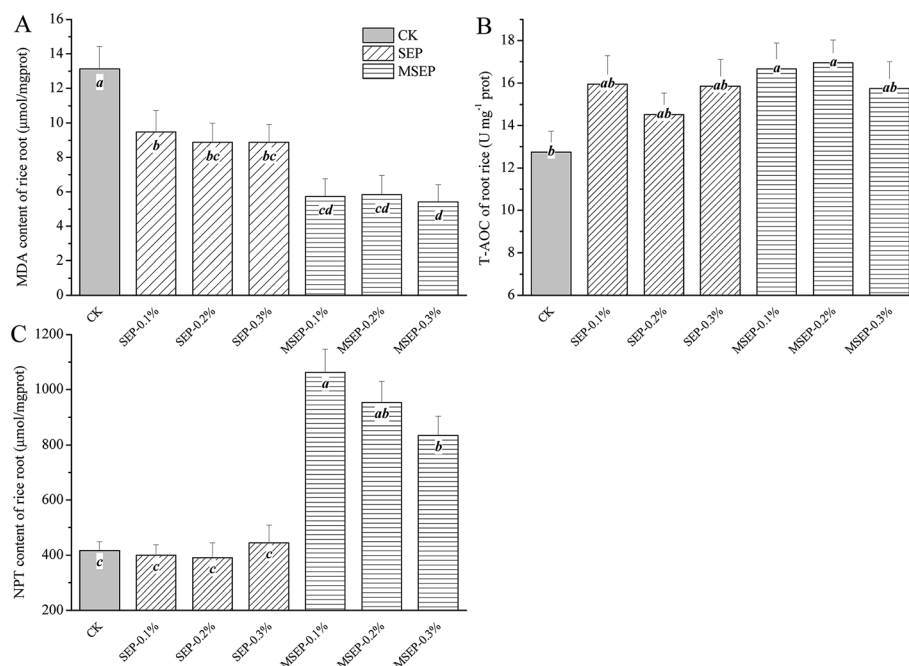 A
MDA content of rice root (μmol/mgprot)
16
14
12
10
8
6
4
2
0
a
b
bc
bc
cd
cd
d
CK
SEP
MSEP
CK
SEP-0.1%
SEP-0.2%
SEP-0.3%
MSEP-0.1%
MSEP-0.2%
MSEP-0.3%
B
T-AOC of root rice (U mg⁻¹ prot)
18
16
14
12
10
8
6
b
ab
ab
ab
a
a
ab
CK
SEP-0.1%
SEP-0.2%
SEP-0.3%
MSEP-0.1%
MSEP-0.2%
MSEP-0.3%
C
NPT content of rice root (μmol/mgprot)
1200
1000
800
600
400
200
c
c
c
c
a
ab
b
CK
SEP-0.1%
SEP-0.2%
SEP-0.3%
MSEP-0.1%
MSEP-0.2%
MSEP-0.3%